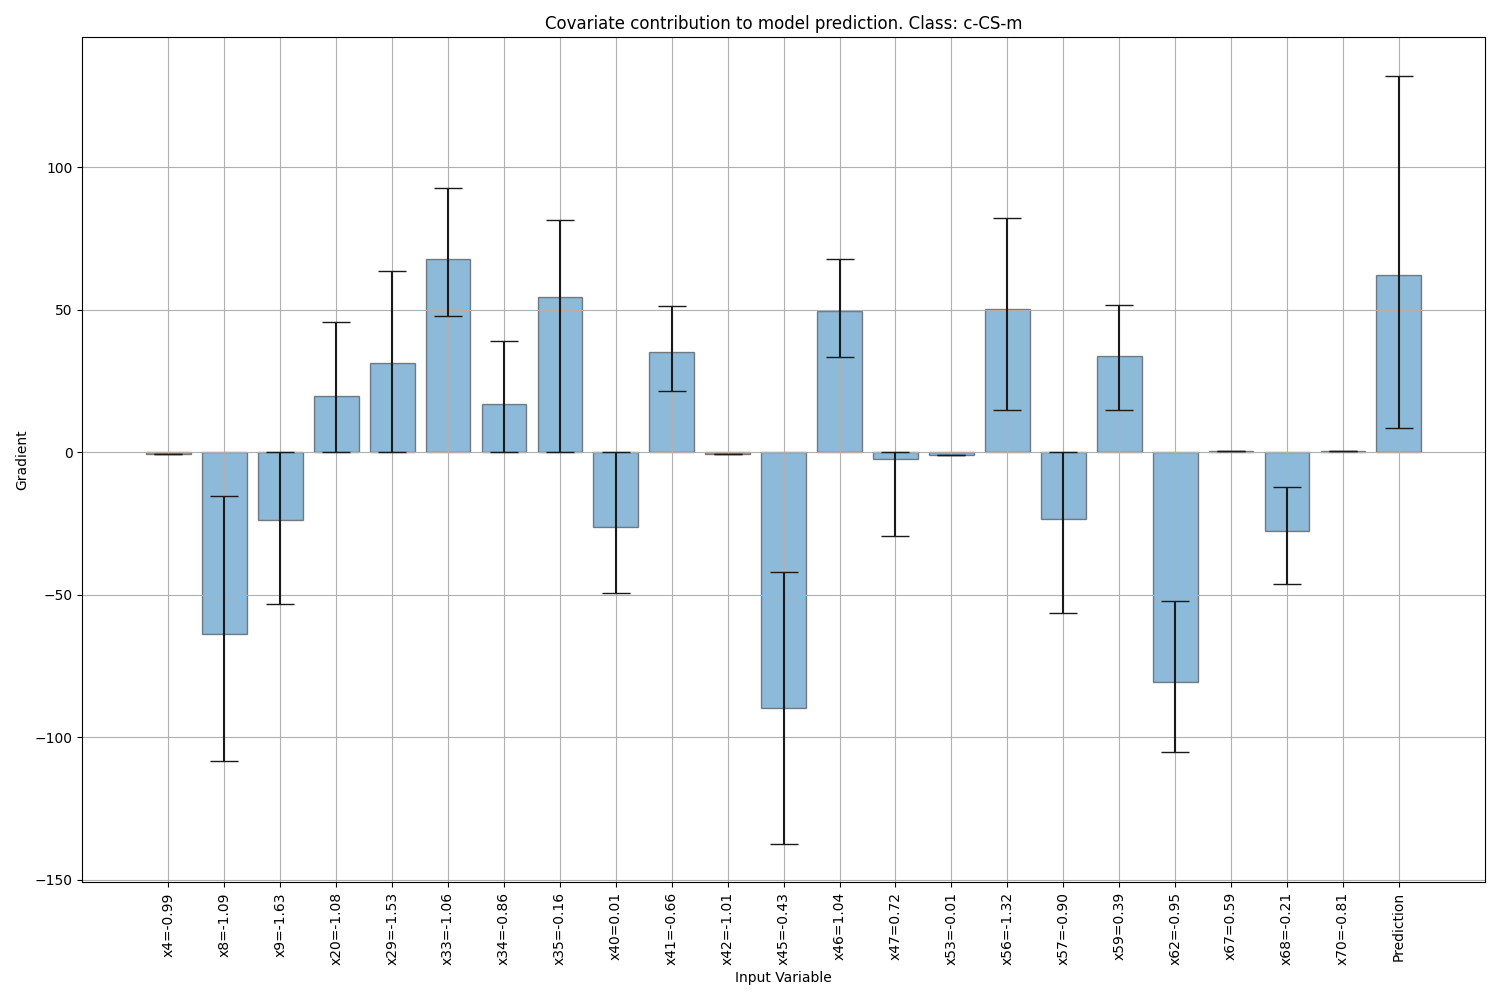 Covariate contribution to model prediction. Class: c-CS-m
Gradient
100
50
0
−50
−100
−150
x4=-0.99
x8=-1.09
x9=-1.63
x20=-1.08
x29=-1.53
x33=-1.06
x34=-0.86
x35=-0.16
x40=0.01
x41=-0.66
x42=-1.01
x45=-0.43
x46=1.04
x47=0.72
x53=-0.01
x56=-1.32
x57=-0.90
x59=0.39
x62=-0.95
x67=0.59
x68=-0.21
x70=-0.81
Prediction
Input Variable